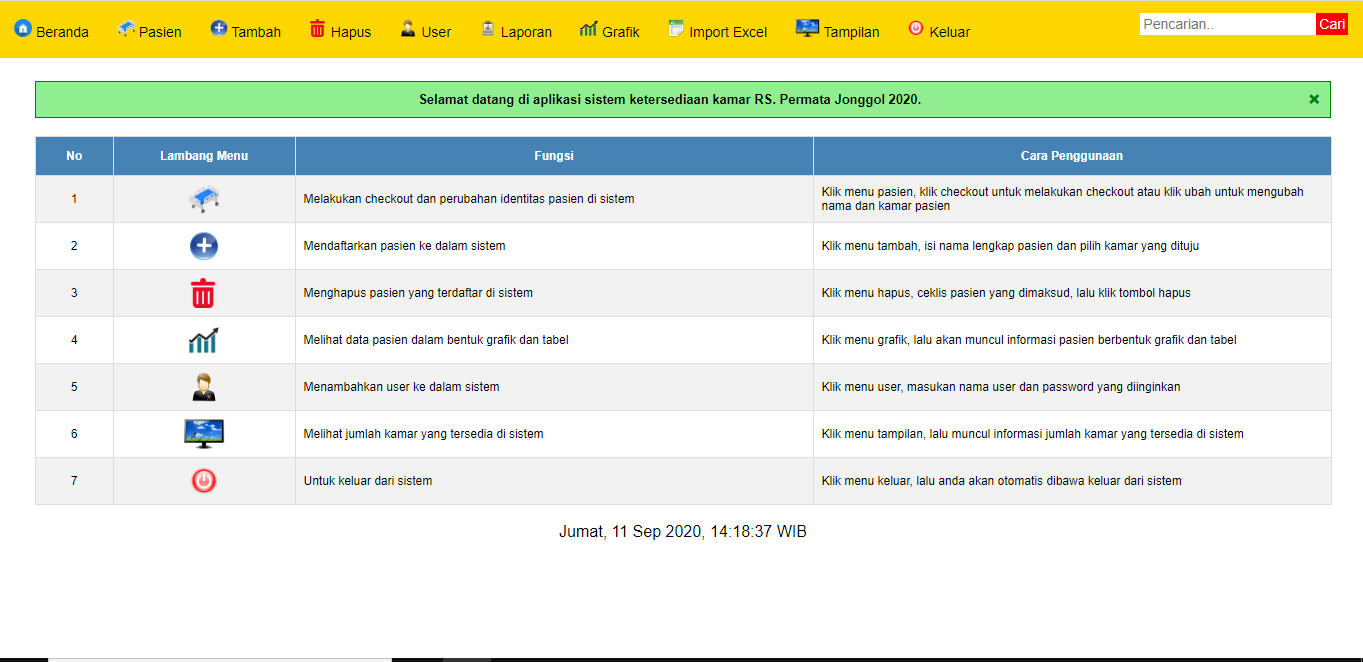 Beranda Pasien Tambah Hapus User Laporan Grafik Import Excel Tampilan Keluar Pencarian.. Cari
Selamat datang di aplikasi sistem ketersediaan kamar RS. Permata Jonggol 2020. ×
No Lambang Menu Fungsi Cara Penggunaan
1 Melakukan checkout dan perubahan identitas pasien di sistem Klik menu pasien, klik checkout untuk melakukan checkout atau klik ubah untuk mengubah
nama dan kamar pasien
2 Mendaftarkan pasien ke dalam sistem Klik menu tambah, isi nama lengkap pasien dan pilih kamar yang dituju
3 Menghapus pasien yang terdaftar di sistem Klik menu hapus, ceklis pasien yang dimaksud, lalu klik tombol hapus
4 Melihat data pasien dalam bentuk grafik dan tabel Klik menu grafik, lalu akan muncul informasi pasien berbentuk grafik dan tabel
5 Menambahkan user ke dalam sistem Klik menu user, masukan nama user dan password yang diinginkan
6 Melihat jumlah kamar yang tersedia di sistem Klik menu tampilan, lalu muncul informasi jumlah kamar yang tersedia di sistem
7 Untuk keluar dari sistem Klik menu keluar, lalu anda akan otomatis dibawa keluar dari sistem
Jumat, 11 Sep 2020, 14:18:37 WIB